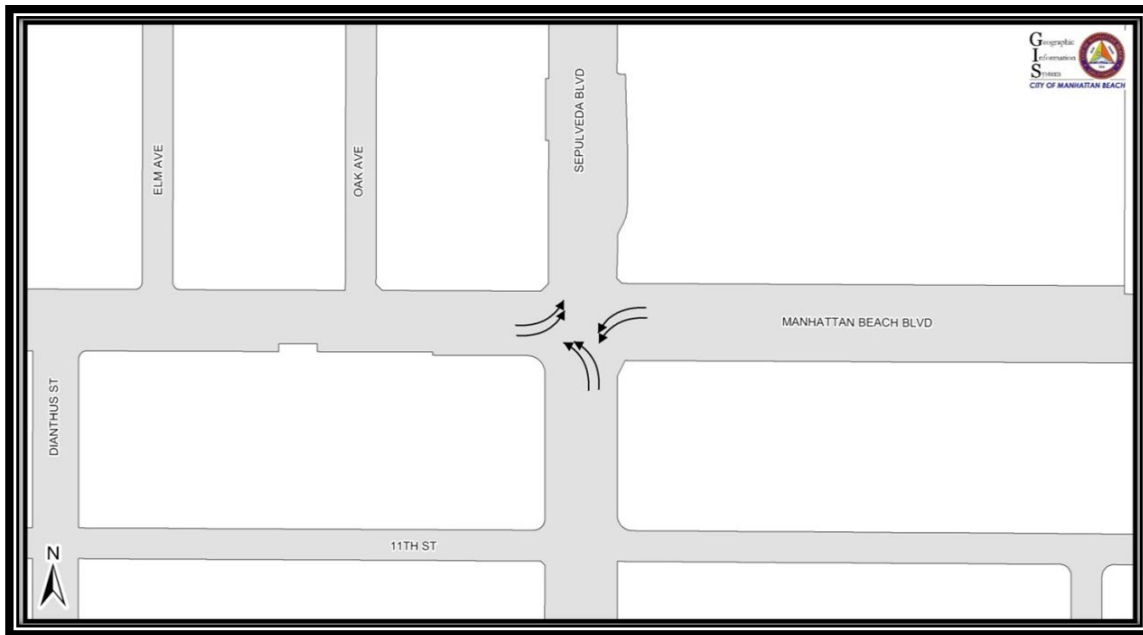 Geographic
Information
System
CITY OF MANHATTAN BEACH
ELM AVE
OAK AVE
SEPULVEDA BLVD
MANHATTAN BEACH BLVD
DIANTHUS ST
11TH ST
N